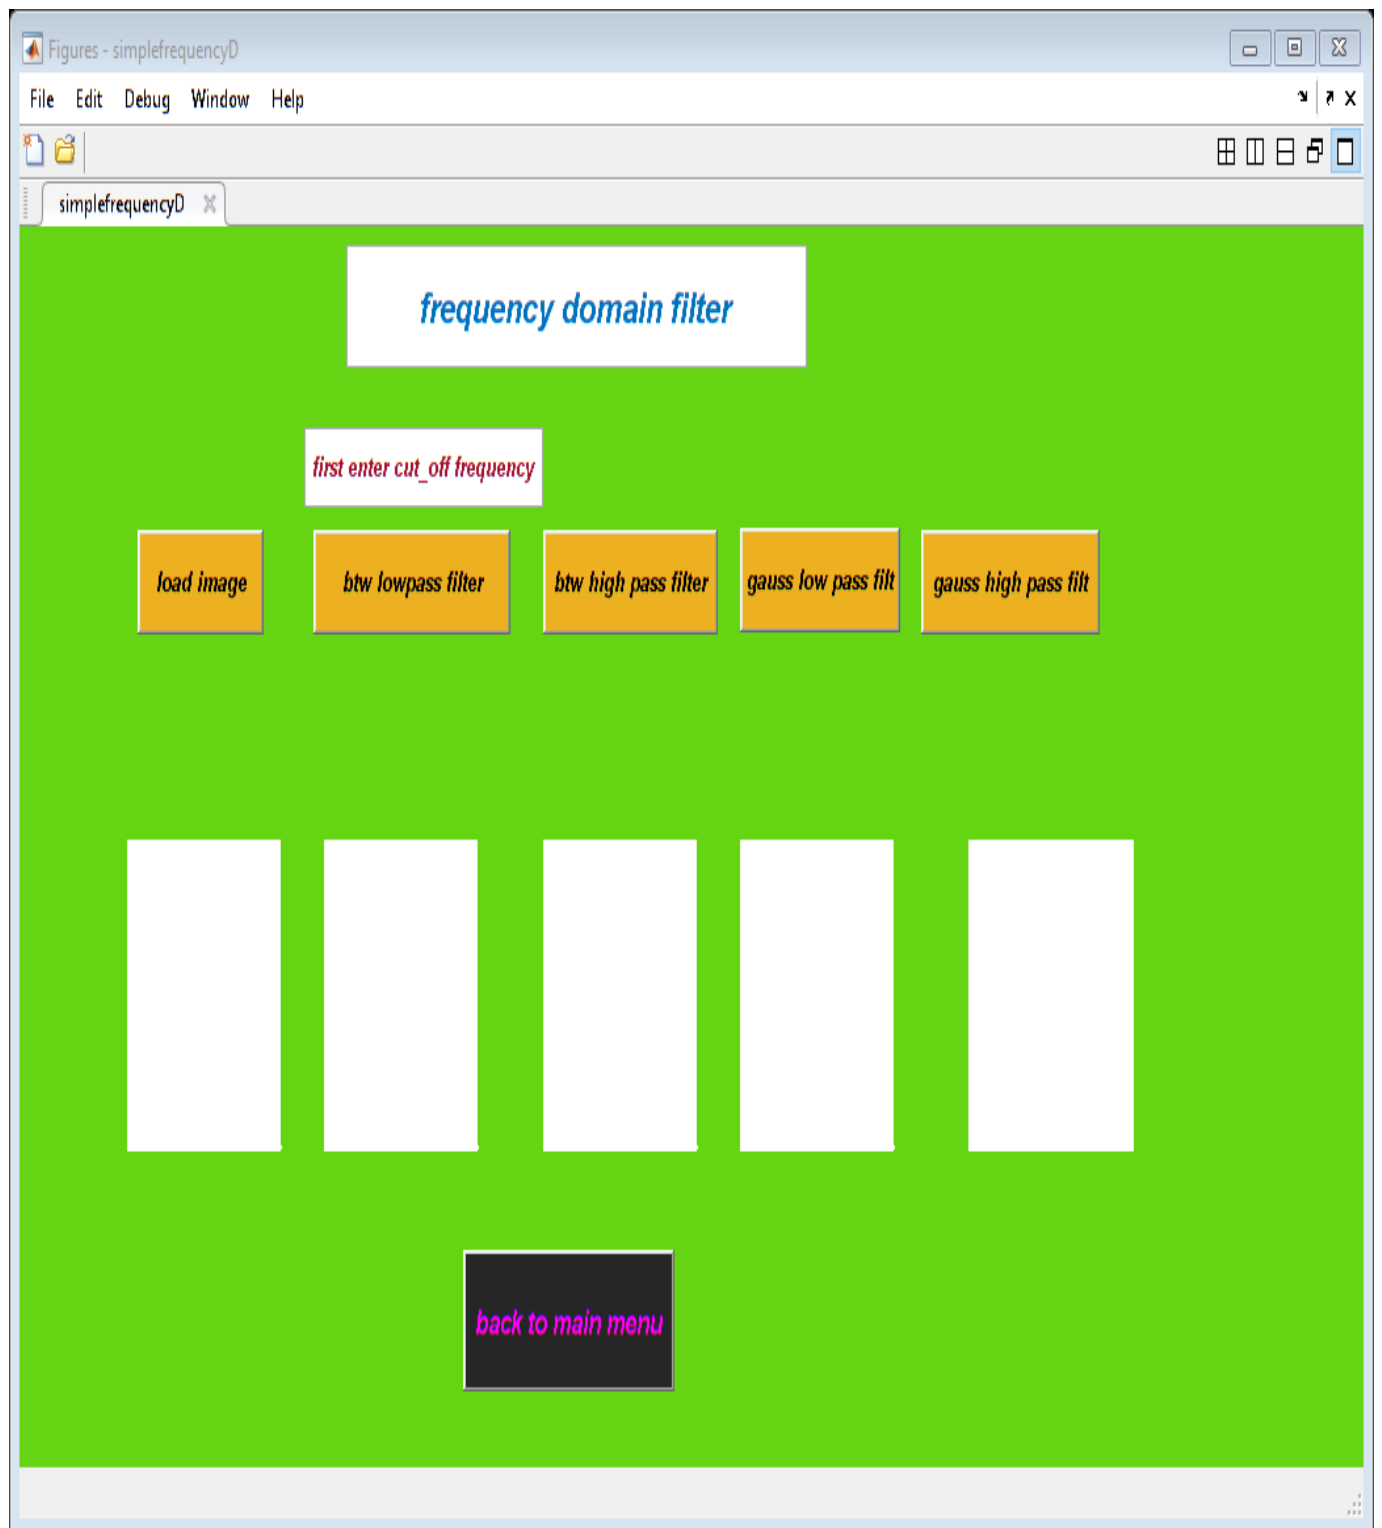 Figures - simplefrequencyD
File Edit Debug Window Help
simplefrequencyD
frequency domain filter
first enter cut_off frequency
load image
btw lowpass filter
btw high pass filter
gauss low pass filt
gauss high pass filt
back to main menu